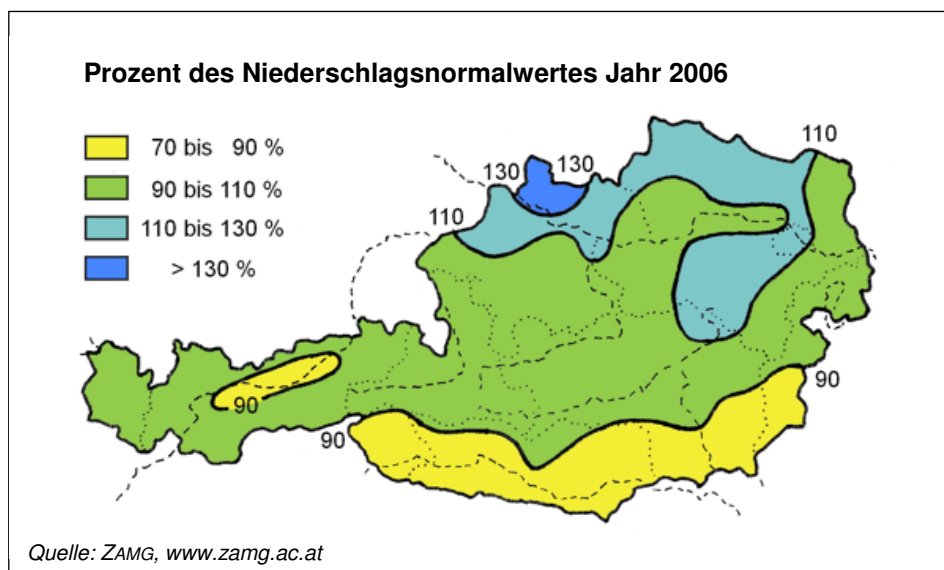 Prozent des Niederschlagsnormalwertes Jahr 2006
70 bis 90 %
90 bis 110 %
110 bis 130 %
> 130 %
110
130
130
110
90
90
90
Quelle: ZAMG, www.zamg.ac.at